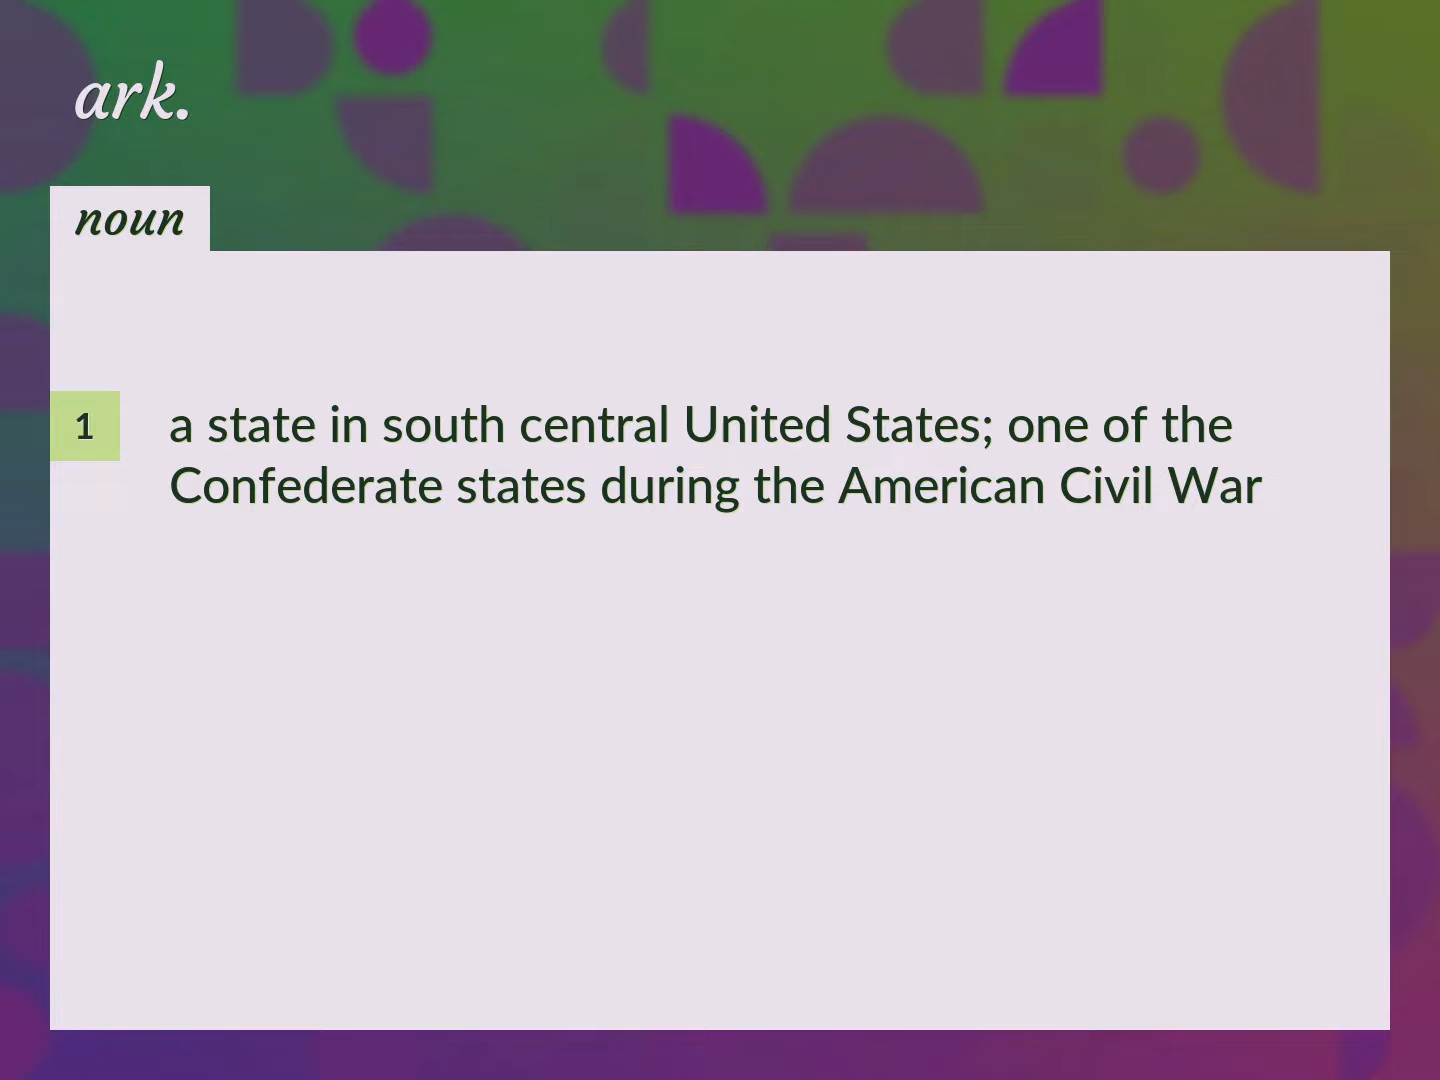 ark.
noun
1
a state in south central United States; one of the
Confederate states during the American Civil War